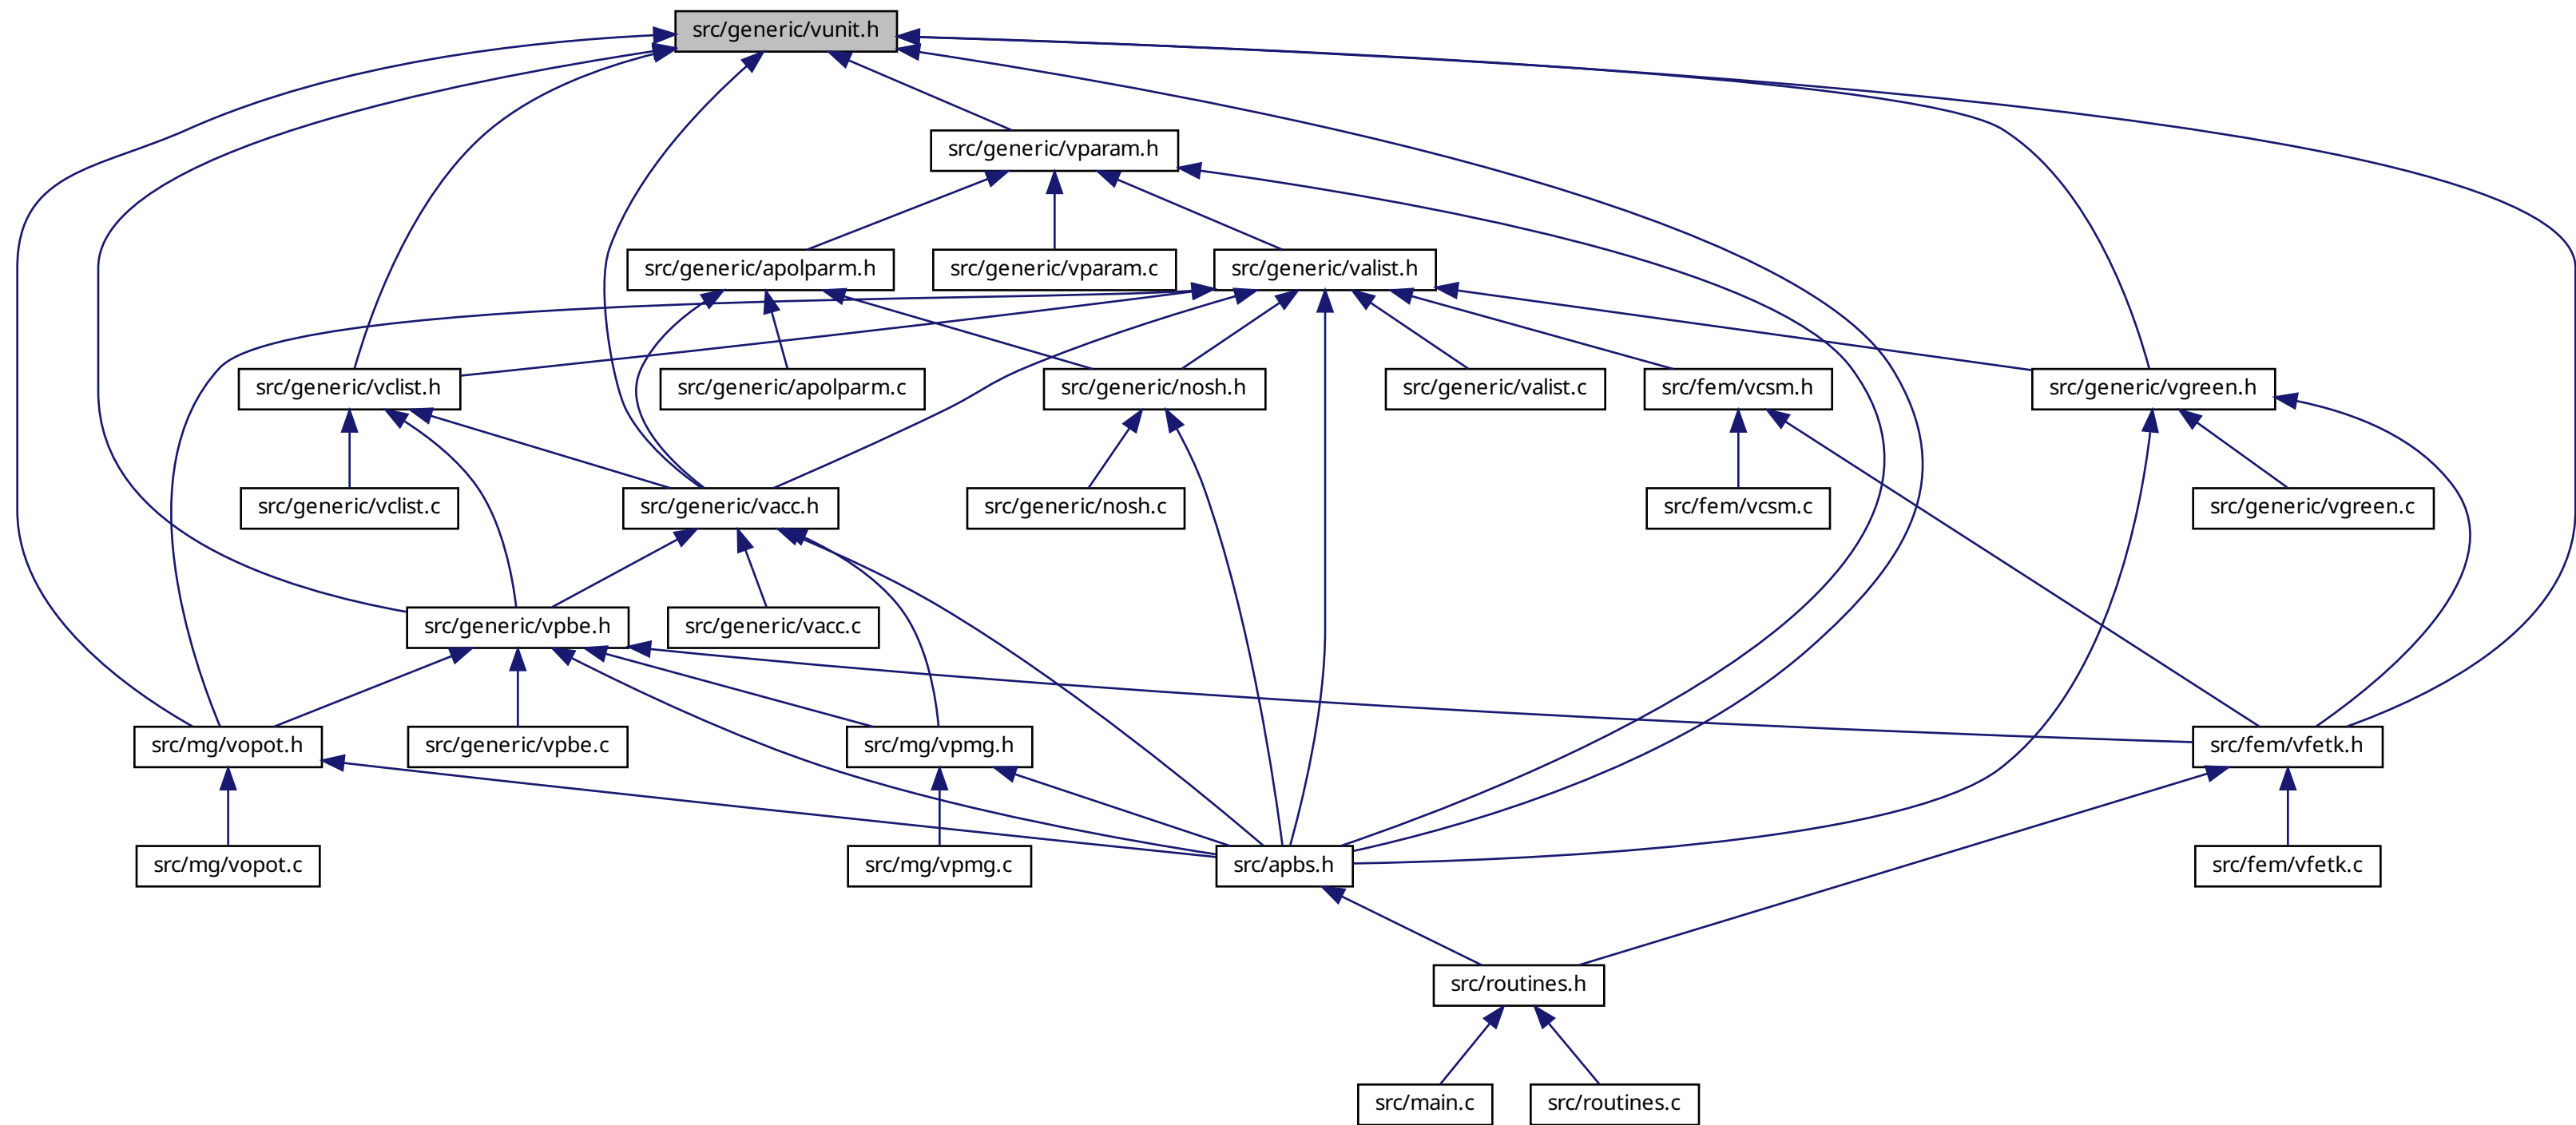 src/generic/vunit.h
src/generic/vparam.h
src/generic/apolparm.h
src/generic/vparam.c
src/generic/valist.h
src/generic/vclist.h
src/generic/apolparm.c
src/generic/nosh.h
src/generic/valist.c
src/fem/vcsm.h
src/generic/vgreen.h
src/generic/vclist.c
src/generic/vacc.h
src/generic/nosh.c
src/fem/vcsm.c
src/generic/vgreen.c
src/generic/vpbe.h
src/generic/vacc.c
src/mg/vopot.h
src/generic/vpbe.c
src/mg/vpmg.h
src/fem/vfetk.h
src/mg/vopot.c
src/mg/vpmg.c
src/apbs.h
src/fem/vfetk.c
src/routines.h
src/main.c
src/routines.c